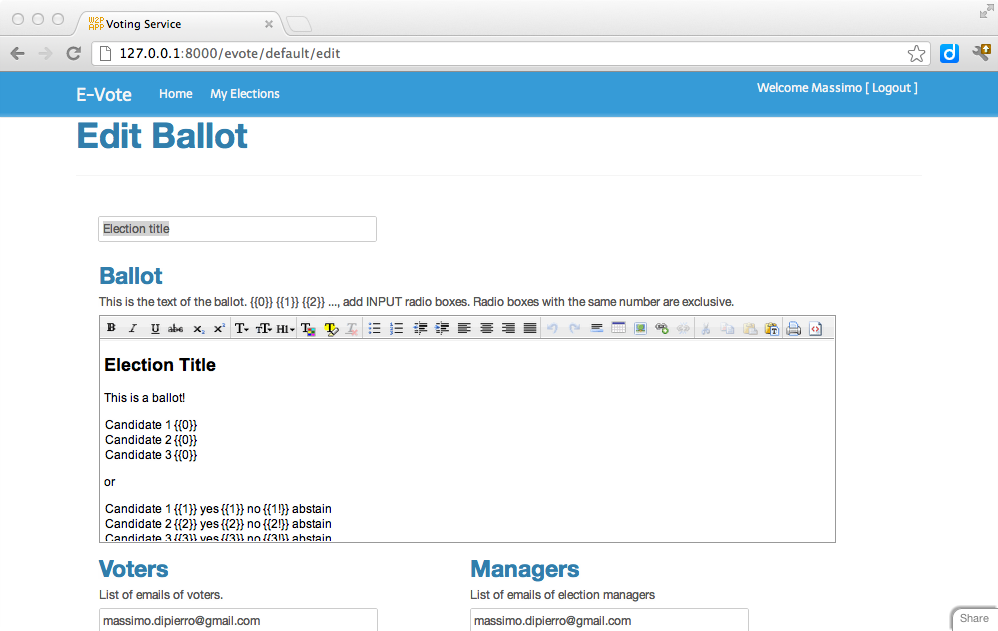 Voting Service
127.0.0.1:8000/evote/default/edit
E-Vote Home My Elections Welcome Massimo [ Logout ]
Edit Ballot
Election title
Ballot
This is the text of the ballot. {{0}} {{1}} {{2}} ..., add INPUT radio boxes. Radio boxes with the same number are exclusive.
B I U abc x₂ x² T TT H1 T T T
Election Title
This is a ballot!
Candidate 1 {{0}}
Candidate 2 {{0}}
Candidate 3 {{0}}
or
Candidate 1 {{1}} yes {{1}} no {{1!}} abstain
Candidate 2 {{2}} yes {{2}} no {{2!}} abstain
Candidate 3 {{3}} yes {{3}} no {{3!}} abstain
Voters Managers
List of emails of voters. List of emails of election managers
massimo.dipierro@gmail.com massimo.dipierro@gmail.com
Share